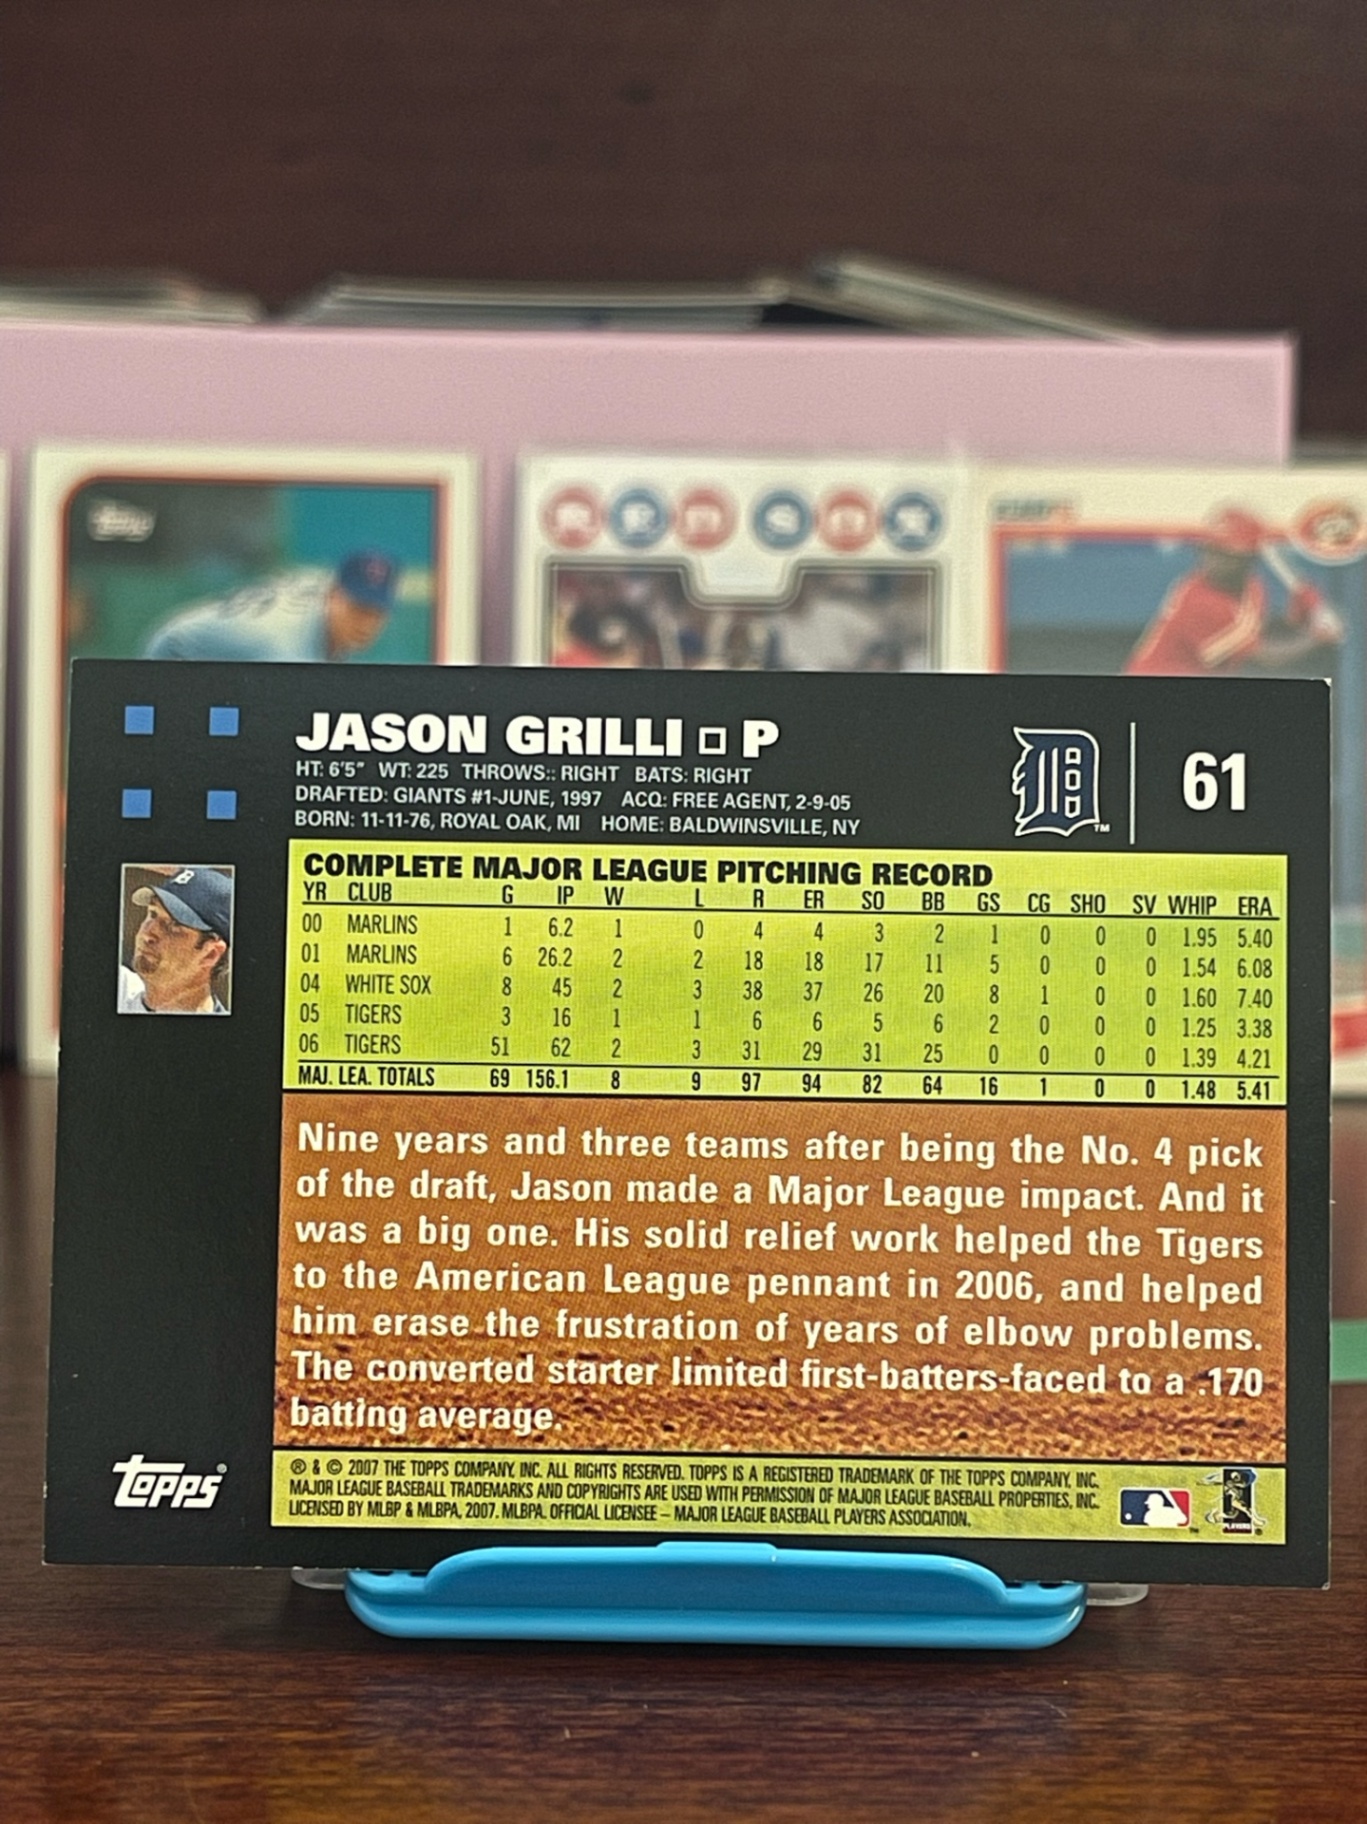 Topps
RED SOX
JASON GRILLI □ P
HT: 6'5" WT: 225 THROWS:: RIGHT BATS: RIGHT
DRAFTED: GIANTS #1-JUNE, 1997 ACQ: FREE AGENT, 2-9-05
BORN: 11-11-76, ROYAL OAK, MI HOME: BALDWINSVILLE, NY
D TM
61
COMPLETE MAJOR LEAGUE PITCHING RECORD
YR CLUB G IP W L R ER SO BB GS CG SHO SV WHIP ERA
00 MARLINS 1 6.2 1 0 4 4 3 2 1 0 0 0 1.95 5.40
01 MARLINS 6 26.2 2 2 18 18 17 11 5 0 0 0 1.54 6.08
04 WHITE SOX 8 45 2 3 38 37 26 20 8 1 0 0 1.60 7.40
05 TIGERS 3 16 1 1 6 6 5 6 2 0 0 0 1.25 3.38
06 TIGERS 51 62 2 3 31 29 31 25 0 0 0 0 1.39 4.21
MAJ. LEA. TOTALS 69 156.1 8 9 97 94 82 64 16 1 0 0 1.48 5.41
Nine years and three teams after being the No. 4 pick
of the draft, Jason made a Major League impact. And it
was a big one. His solid relief work helped the Tigers
to the American League pennant in 2006, and helped
him erase the frustration of years of elbow problems.
The converted starter limited first-batters-faced to a .170
batting average.
Topps®
® & © 2007 THE TOPPS COMPANY, INC. ALL RIGHTS RESERVED. TOPPS IS A REGISTERED TRADEMARK OF THE TOPPS COMPANY, INC.
MAJOR LEAGUE BASEBALL TRADEMARKS AND COPYRIGHTS ARE USED WITH PERMISSION OF MAJOR LEAGUE BASEBALL PROPERTIES, INC.
LICENSED BY MLBP & MLBPA, 2007. MLBPA. OFFICIAL LICENSEE – MAJOR LEAGUE BASEBALL PLAYERS ASSOCIATION.
PLAYERS